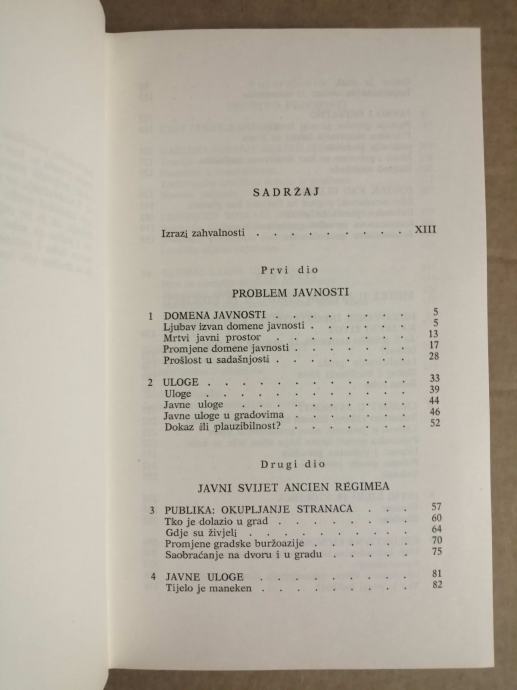 SADRŽAJ
Izrazi zahvalnosti . . . . . . . . . XIII
Prvi dio
PROBLEM JAVNOSTI
1 DOMENA JAVNOSTI . . . . . . . . 5
Ljubav izvan domene javnosti . . . . . . 5
Mrtvi javni prostor . . . . . . . . 13
Promjene domene javnosti . . . . . . . 17
Prošlost u sadašnjosti . . . . . . . . 28
2 ULOGE . . . . . . . . . . . 33
Uloge . . . . . . . . . . . 39
Javne uloge . . . . . . . . . . 44
Javne uloge u gradovima . . . . . . . 46
Dokaz ili plauzibilnost? . . . . . . . 52
Drugi dio
JAVNI SVIJET ANCIEN REGIMEA
3 PUBLIKA: OKUPLJANJE STRANACA . . . 57
Tko je dolazio u grad . . . . . . . . 60
Gdje su živjeli . . . . . . . . . . 64
Promjene gradske buržoazije . . . . . . 70
Saobraćanje na dvoru i u gradu . . . . . 75
4 JAVNE ULOGE . . . . . . . . . 81
Tijelo je maneken . . . . . . . . . 82